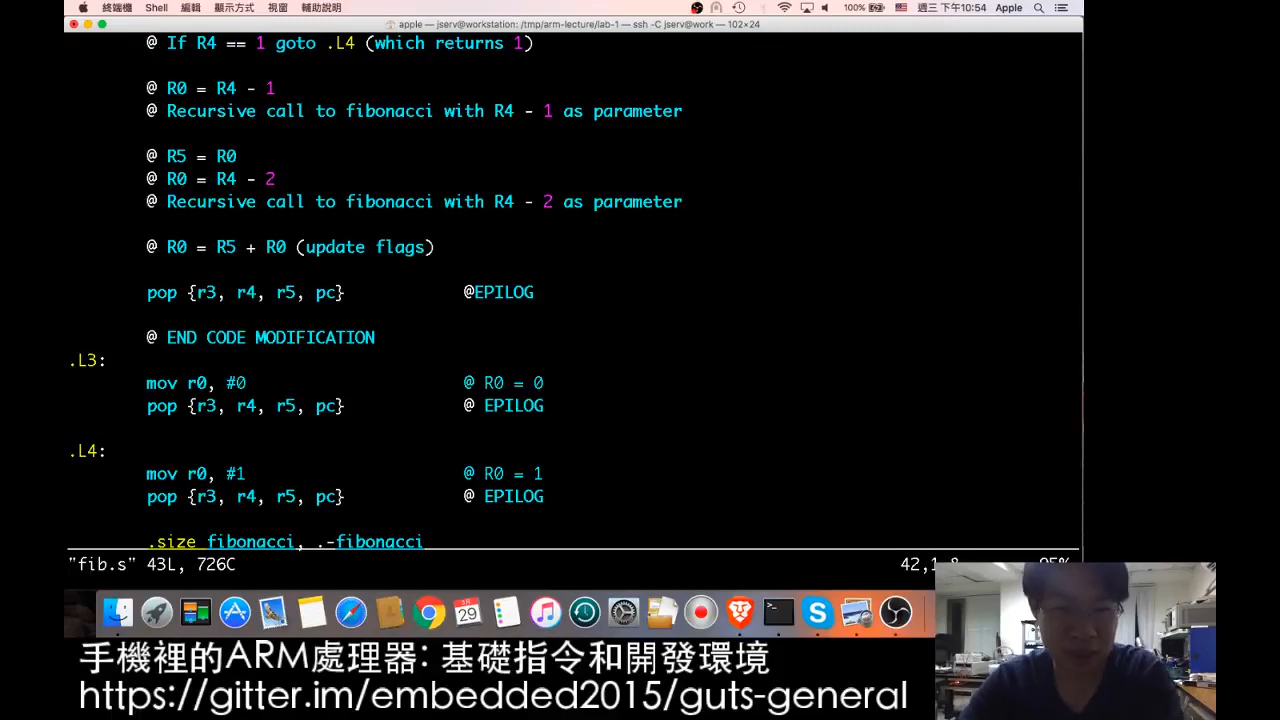 終端機 Shell 編輯 顯示方式 視窗 輔助說明 100% 週三 下午10:54 Apple
apple — jserv@workstation: /tmp/arm-lecture/lab-1 — ssh -C jserv@work — 102×24
@ If R4 == 1 goto .L4 (which returns 1)
@ R0 = R4 - 1
@ Recursive call to fibonacci with R4 - 1 as parameter
@ R5 = R0
@ R0 = R4 - 2
@ Recursive call to fibonacci with R4 - 2 as parameter
@ R0 = R5 + R0 (update flags)
pop {r3, r4, r5, pc} @EPILOG
@ END CODE MODIFICATION
.L3:
mov r0, #0 @ R0 = 0
pop {r3, r4, r5, pc} @ EPILOG
.L4:
mov r0, #1 @ R0 = 1
pop {r3, r4, r5, pc} @ EPILOG
.size fibonacci, .-fibonacci
"fib.s" 43L, 726C 42,1-8 95%
29
手機裡的ARM處理器: 基礎指令和開發環境
https://gitter.im/embedded2015/guts-general